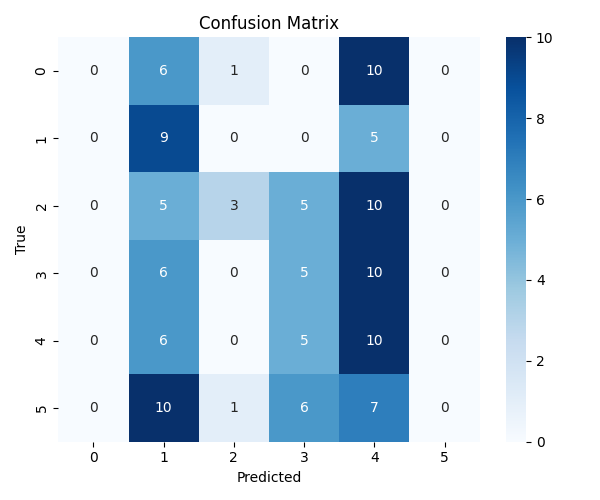 Confusion Matrix
0 0 6 1 0 10 0
1 0 9 0 0 5 0
2 0 5 3 5 10 0
3 0 6 0 5 10 0
4 0 6 0 5 10 0
5 0 10 1 6 7 0
0 1 2 3 4 5
True
Predicted
10
8
6
4
2
0